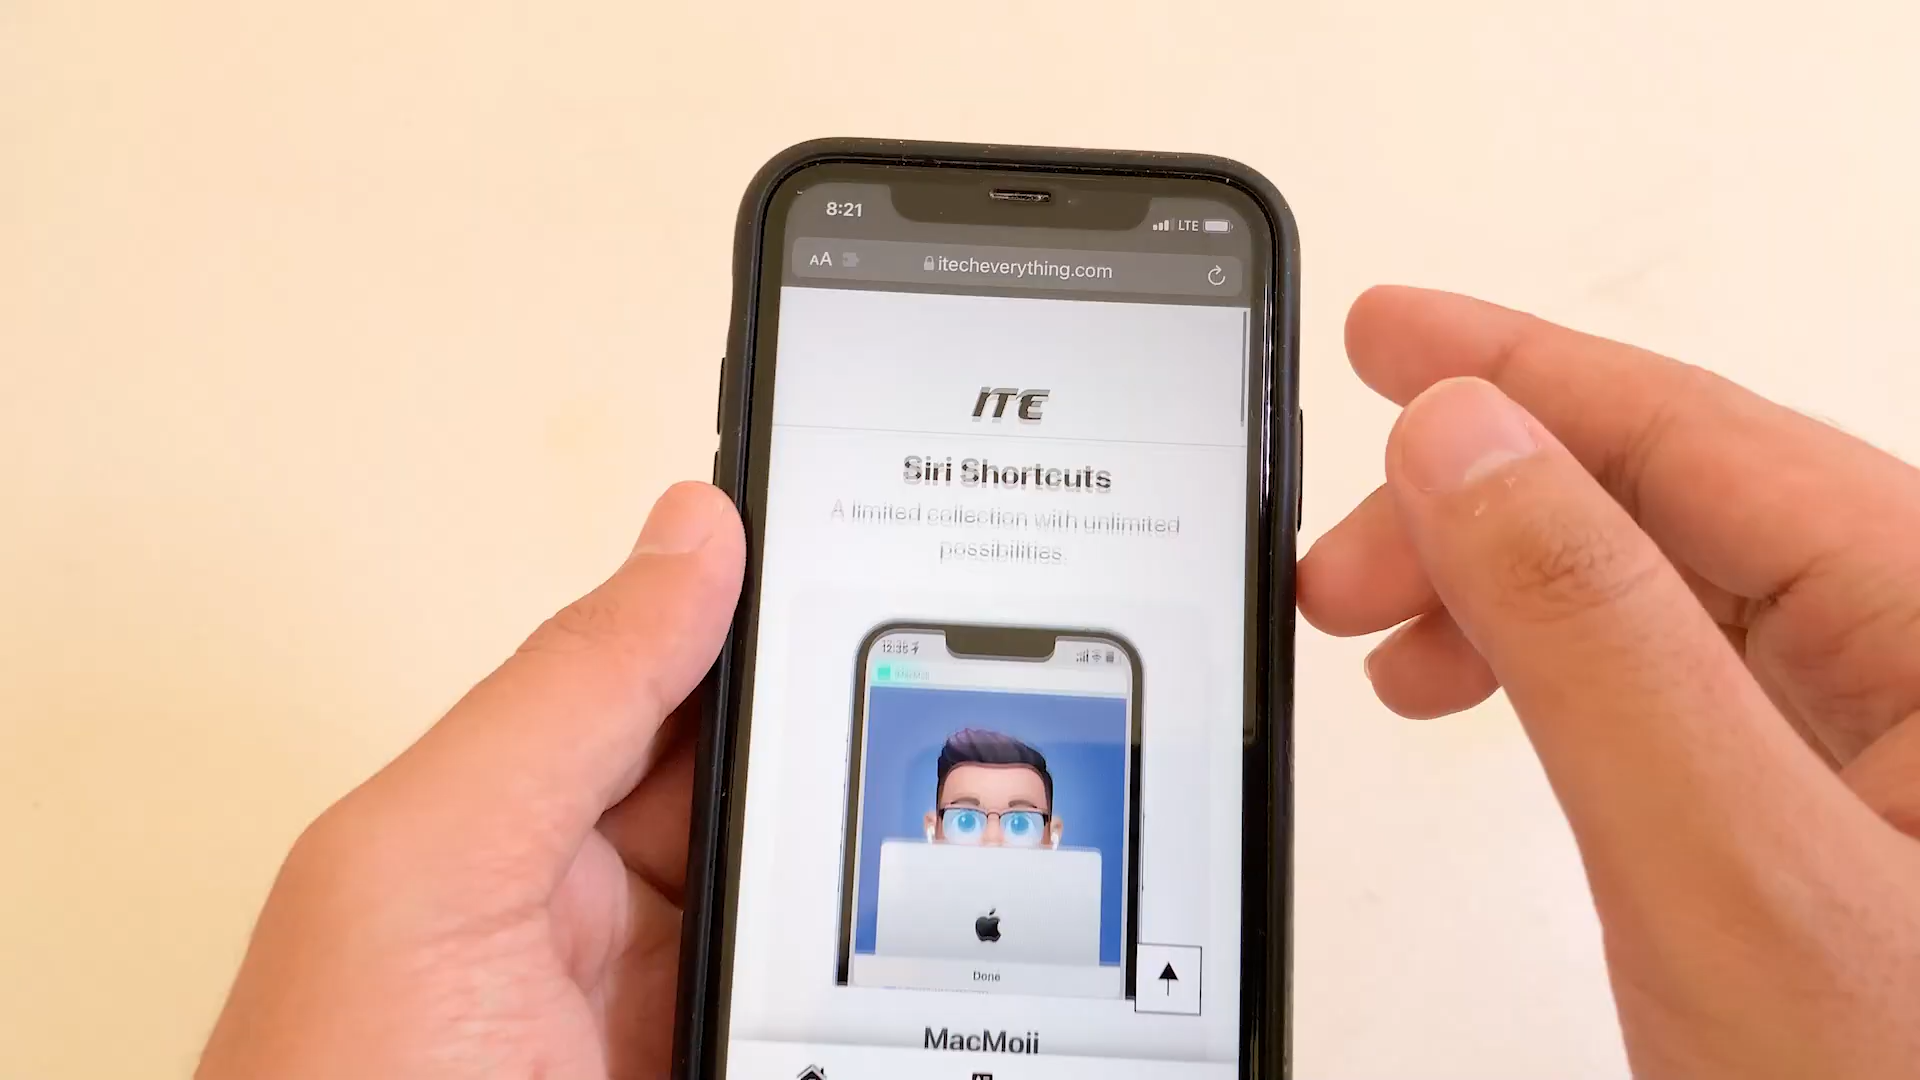 8:21
LTE
AA
itecheverything.com
ITE
Siri Shortcuts
A limited collection with unlimited
possibilities.
12:35
Done
MacMoji